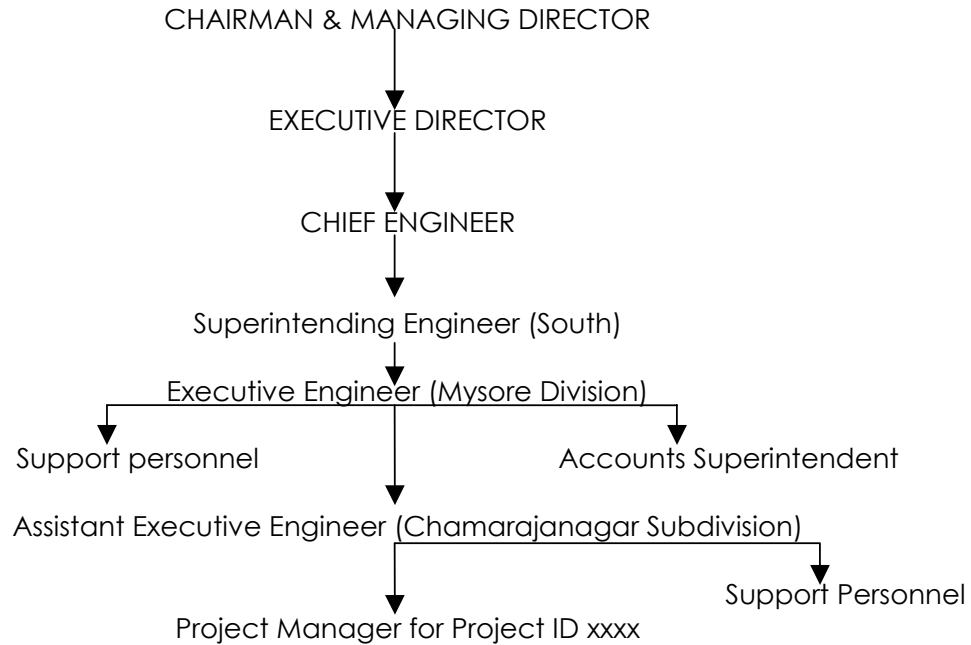 CHAIRMAN & MANAGING DIRECTOR
EXECUTIVE DIRECTOR
CHIEF ENGINEER
Superintending Engineer (South)
Executive Engineer (Mysore Division)
Support personnel
Accounts Superintendent
Assistant Executive Engineer (Chamarajanagar Subdivision)
Support Personnel
Project Manager for Project ID xxxx